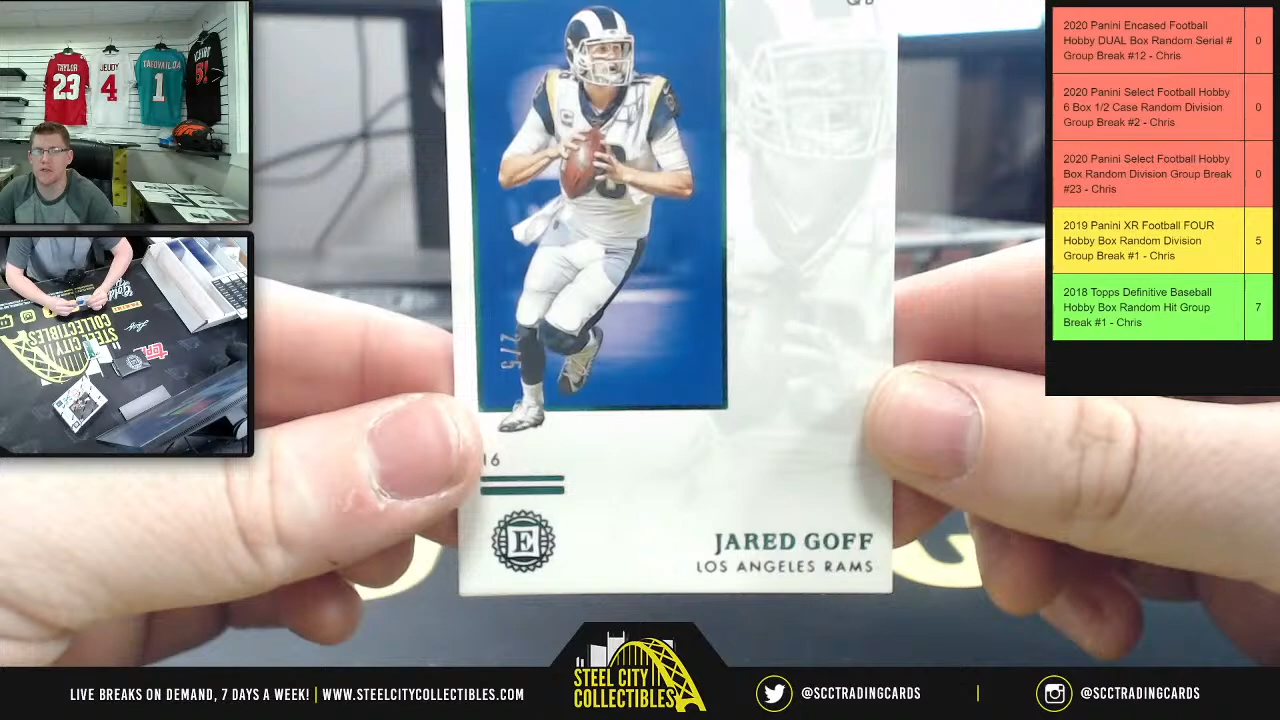 TAYLOR
23
JEUDY
4
TAGOVAILOA
1
51
QB
2/5
16
E
JARED GOFF
LOS ANGELES RAMS
STEEL CITY
COLLECTIBLES
2020 Panini Encased Football
Hobby DUAL Box Random Serial #
Group Break #12 - Chris
0
2020 Panini Select Football Hobby
6 Box 1/2 Case Random Division
Group Break #2 - Chris
0
2020 Panini Select Football Hobby
Box Random Division Group Break
#23 - Chris
0
2019 Panini XR Football FOUR
Hobby Box Random Division
Group Break #1 - Chris
5
2018 Topps Definitive Baseball
Hobby Box Random Hit Group
Break #1 - Chris
7
LIVE BREAKS ON DEMAND, 7 DAYS A WEEK! | WWW.STEELCITYCOLLECTIBLES.COM
STEEL CITY
COLLECTIBLES
@SCCTRADINGCARDS | @SCCTRADINGCARDS